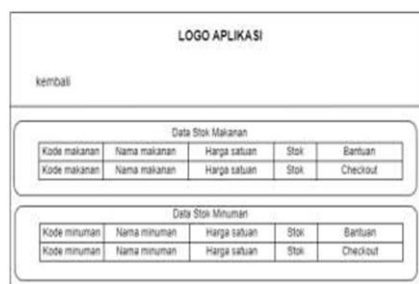 LOGO APLIKASI
kembali
Data Stok Makanan
Kode makanan Nama makanan Harga satuan Stok Bantuan
Kode makanan Nama makanan Harga satuan Stok Checkout
Data Stok Minuman
Kode minuman Nama minuman Harga satuan Stok Bantuan
Kode minuman Nama minuman Harga satuan Stok Checkout